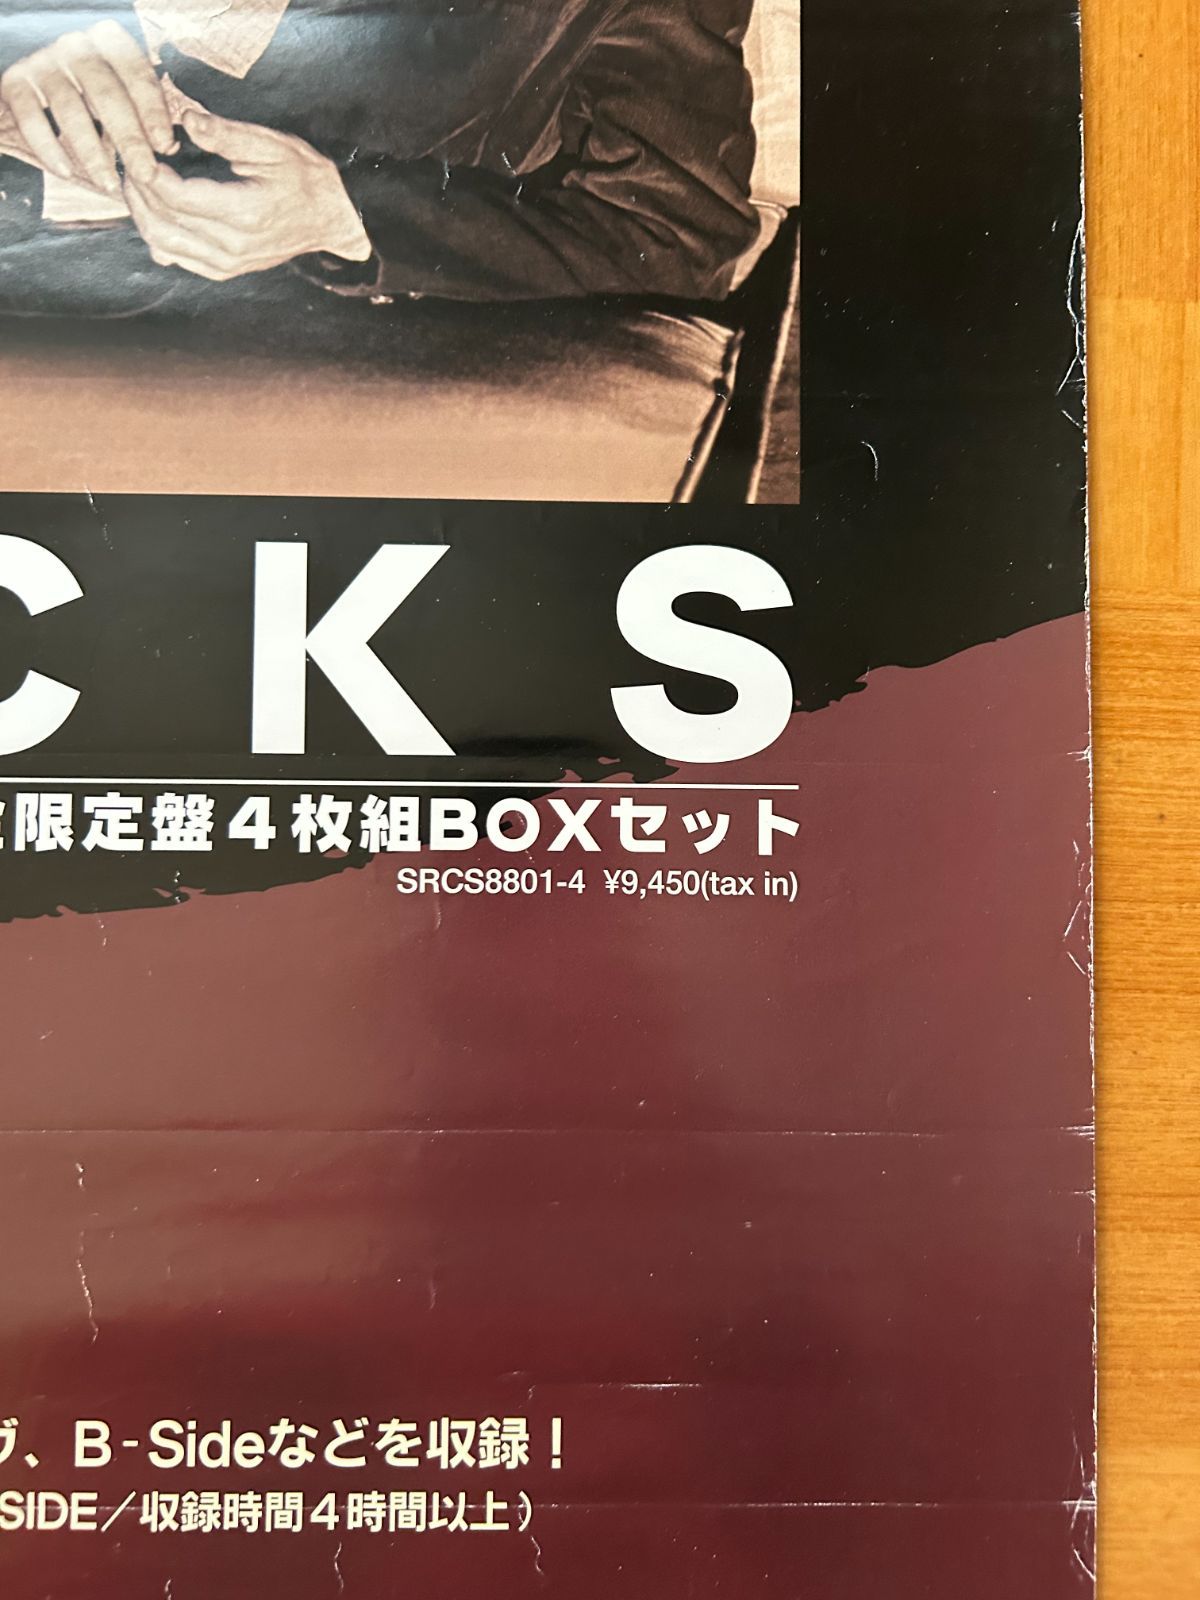 CKS
限定盤4枚組BOXセット
SRCS8801-4 ¥9,450(tax in)
、B-Sideなどを収録！
SIDE／収録時間4時間以上）